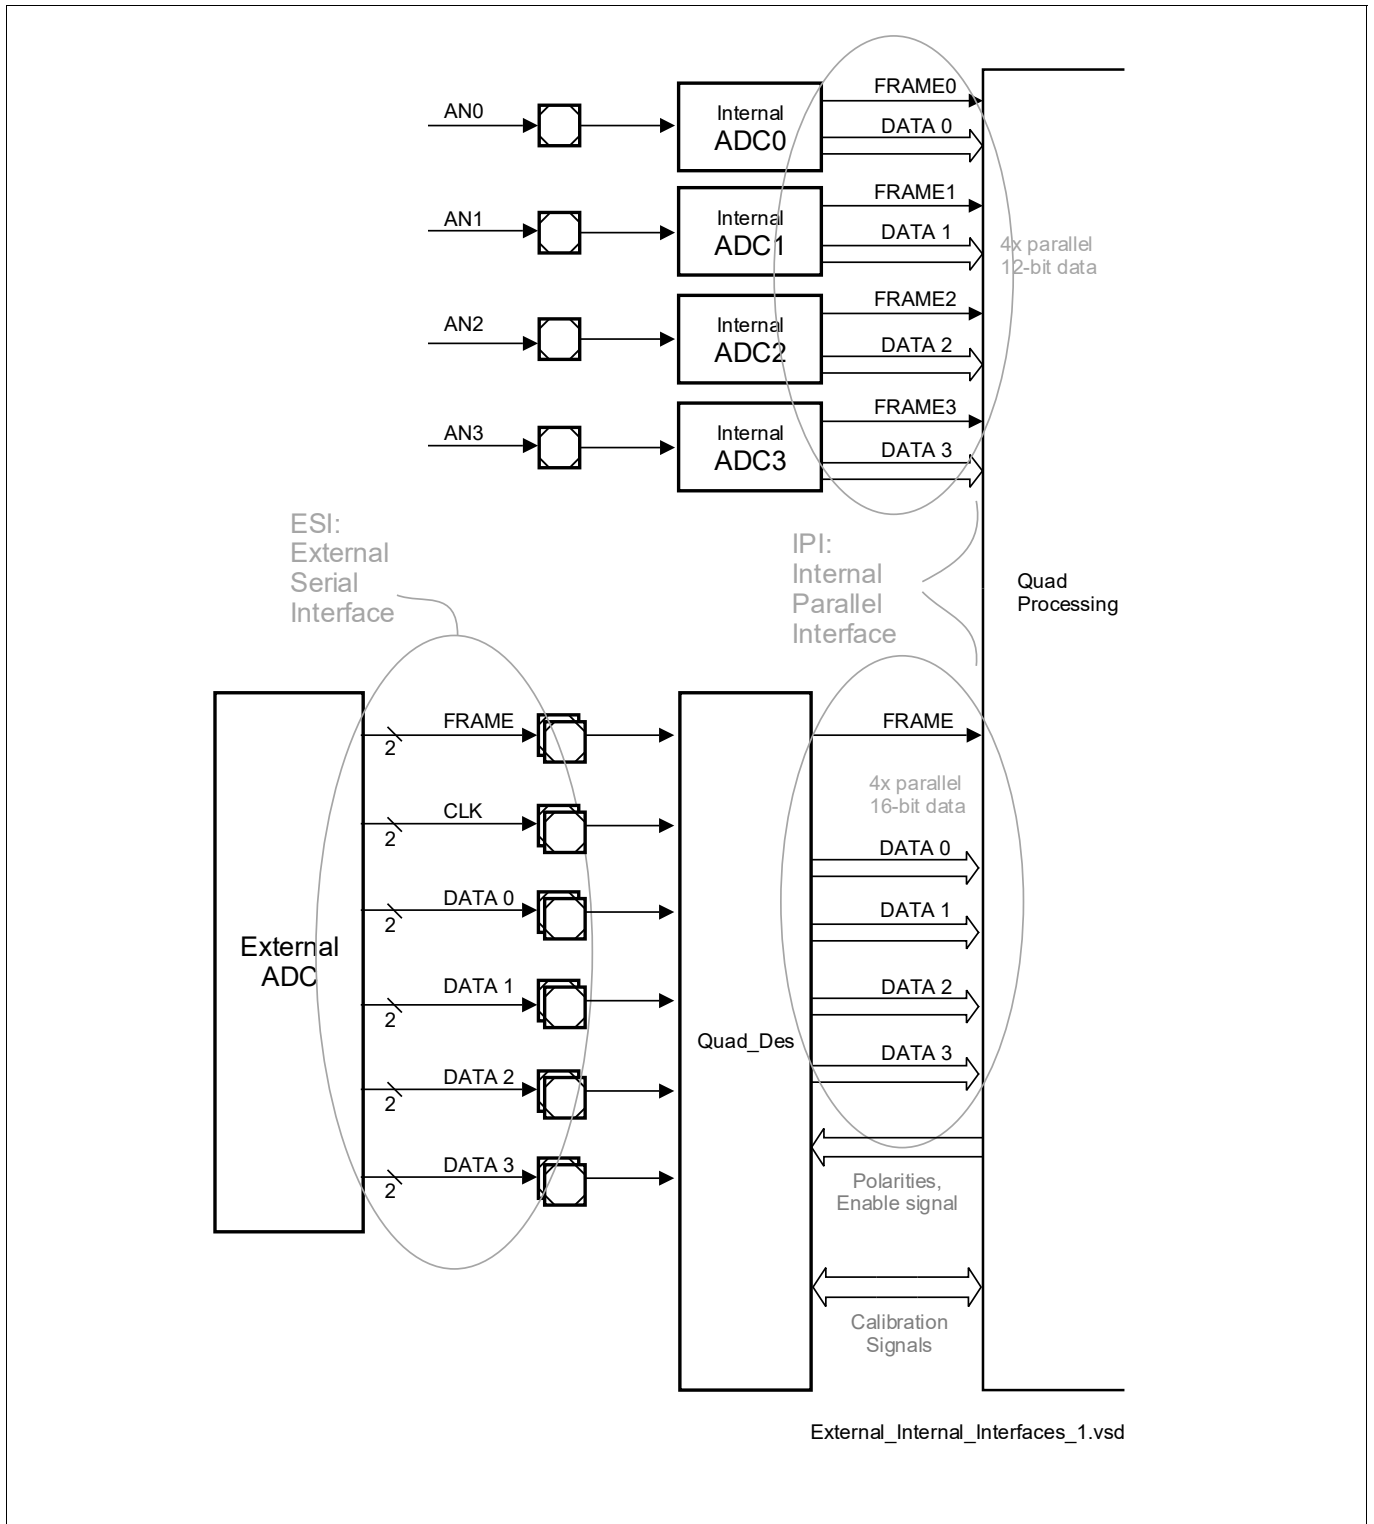 AN0
Internal
ADC0
FRAME0
DATA 0
AN1
Internal
ADC1
FRAME1
DATA 1
4x parallel
12-bit data
AN2
Internal
ADC2
FRAME2
DATA 2
AN3
Internal
ADC3
FRAME3
DATA 3
ESI:
External
Serial
Interface
IPI:
Internal
Parallel
Interface
Quad
Processing
External
ADC
FRAME
2
CLK
2
DATA 0
2
DATA 1
2
DATA 2
2
DATA 3
2
Quad_Des
FRAME
4x parallel
16-bit data
DATA 0
DATA 1
DATA 2
DATA 3
Polarities,
Enable signal
Calibration
Signals
External_Internal_Interfaces_1.vsd